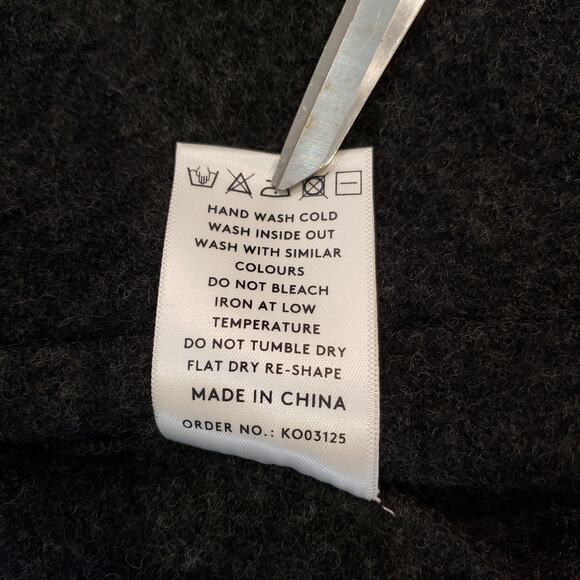 HAND WASH COLD
WASH INSIDE OUT
WASH WITH SIMILAR
COLOURS
DO NOT BLEACH
IRON AT LOW
TEMPERATURE
DO NOT TUMBLE DRY
FLAT DRY RE-SHAPE
MADE IN CHINA
ORDER NO.: KO03125